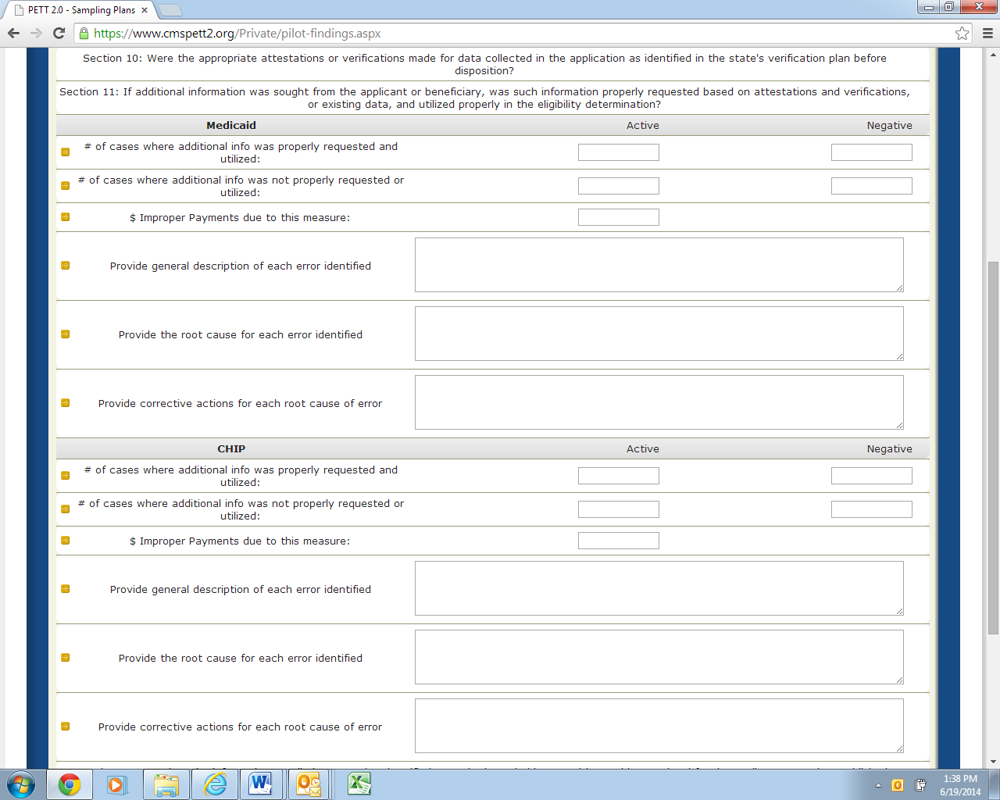 PETT 2.0 - Sampling Plans
https://www.cmspett2.org/Private/pilot-findings.aspx
Section 10: Were the appropriate attestations or verifications made for data collected in the application as identified in the state's verification plan before
disposition?
Section 11: If additional information was sought from the applicant or beneficiary, was such information properly requested based on attestations and verifications,
or existing data, and utilized properly in the eligibility determination?
Medicaid Active Negative
# of cases where additional info was properly requested and
utilized:
# of cases where additional info was not properly requested or
utilized:
$ Improper Payments due to this measure:
Provide general description of each error identified
Provide the root cause for each error identified
Provide corrective actions for each root cause of error
CHIP Active Negative
# of cases where additional info was properly requested and
utilized:
# of cases where additional info was not properly requested or
utilized:
$ Improper Payments due to this measure:
Provide general description of each error identified
Provide the root cause for each error identified
Provide corrective actions for each root cause of error
1:38 PM
6/19/2014